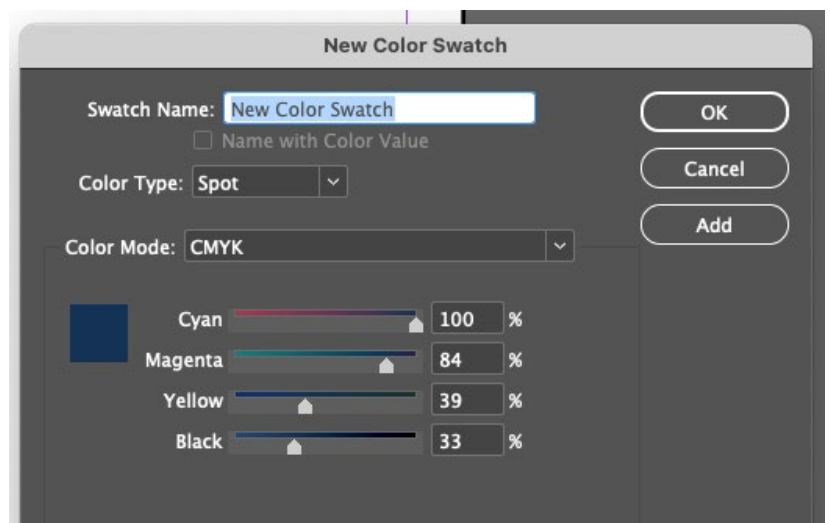 New Color Swatch
Swatch Name: New Color Swatch
OK
Name with Color Value
Color Type: Spot
Cancel
Add
Color Mode: CMYK
Cyan 100 %
Magenta 84 %
Yellow 39 %
Black 33 %